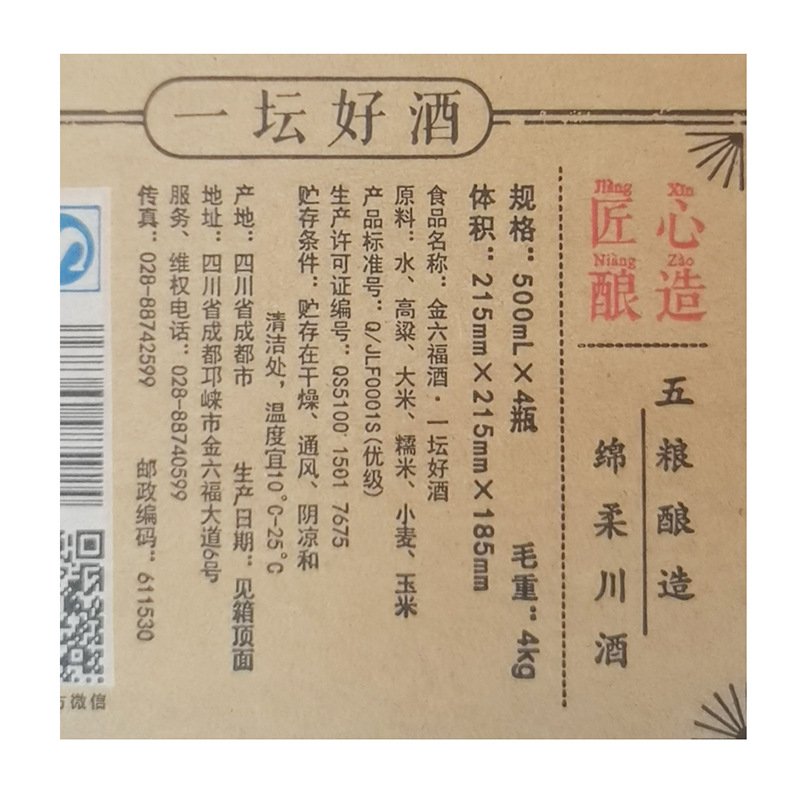 一坛好酒
Jiàng Xīn
匠心
Niàng Zào
酿造
五粮酿造
绵柔川酒
规格：500mL×4瓶 毛重：4kg
体积：215mm×215mm×185mm
食品名称：金六福酒·一坛好酒
原料：水、高粱、大米、糯米、小麦、玉米
产品标准号：Q/JLF0001S(优级)
生产许可证编号：QS5100 1501 7675
贮存条件：贮存在干燥、通风、阴凉和
清洁处，温度宜10°C-25°C
产地：四川省成都市 生产日期：见箱顶面
地址：四川省成都邛崃市金六福大道6号
服务、维权电话：028-88740599
传真：028-88742599 邮政编码：611530
方微信